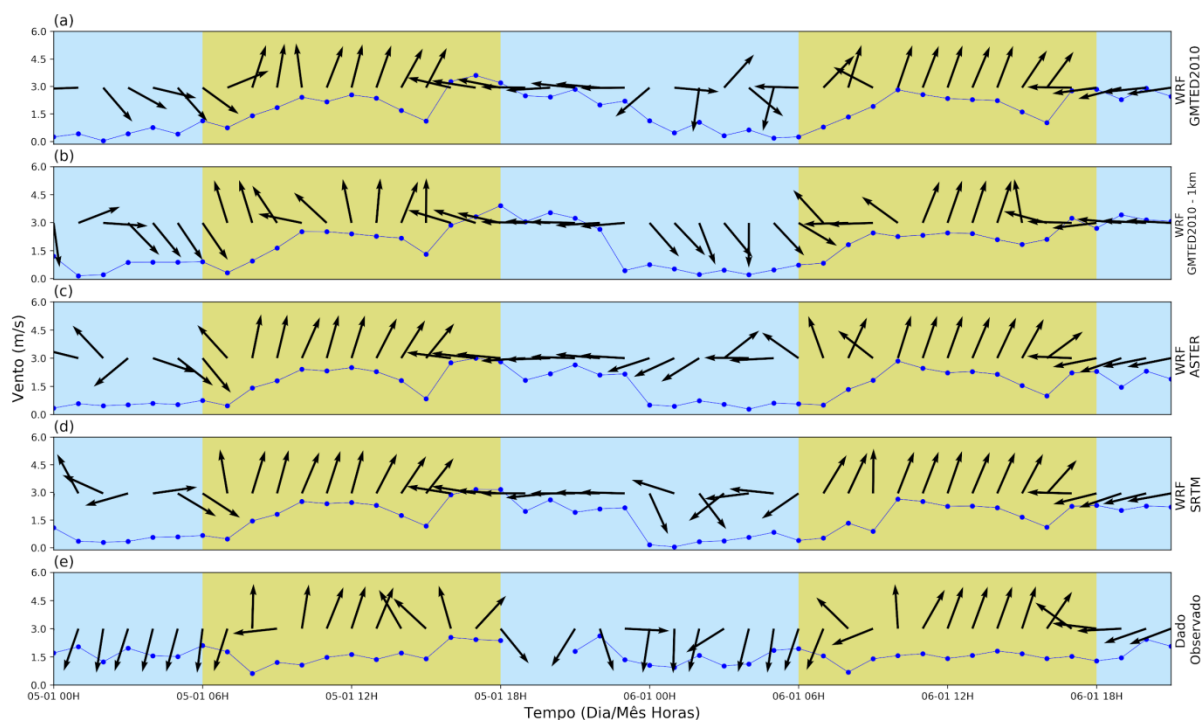 (a)
6.0
4.5
3.0
1.5
0.0
WRF
GMTED2010
(b)
6.0
4.5
3.0
1.5
0.0
WRF
GMTED2010 - 1km
(c)
6.0
4.5
3.0
1.5
0.0
WRF
ASTER
Vento (m/s)
(d)
6.0
4.5
3.0
1.5
0.0
WRF
SRTM
(e)
6.0
4.5
3.0
1.5
0.0
Dado
Observado
05-01 00H 05-01 06H 05-01 12H 05-01 18H 06-01 00H 06-01 06H 06-01 12H 06-01 18H
Tempo (Dia/Mês Horas)